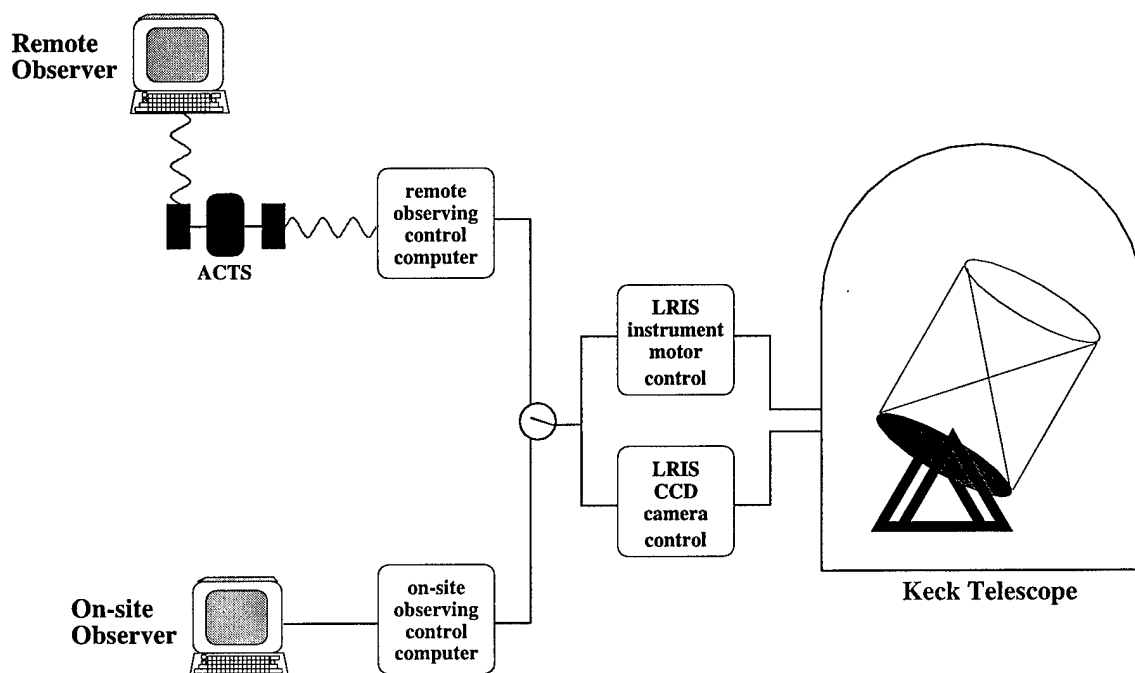 Remote
Observer
ACTS
remote
observing
control
computer
LRIS
instrument
motor
control
LRIS
CCD
camera
control
Keck Telescope
On-site
Observer
on-site
observing
control
computer